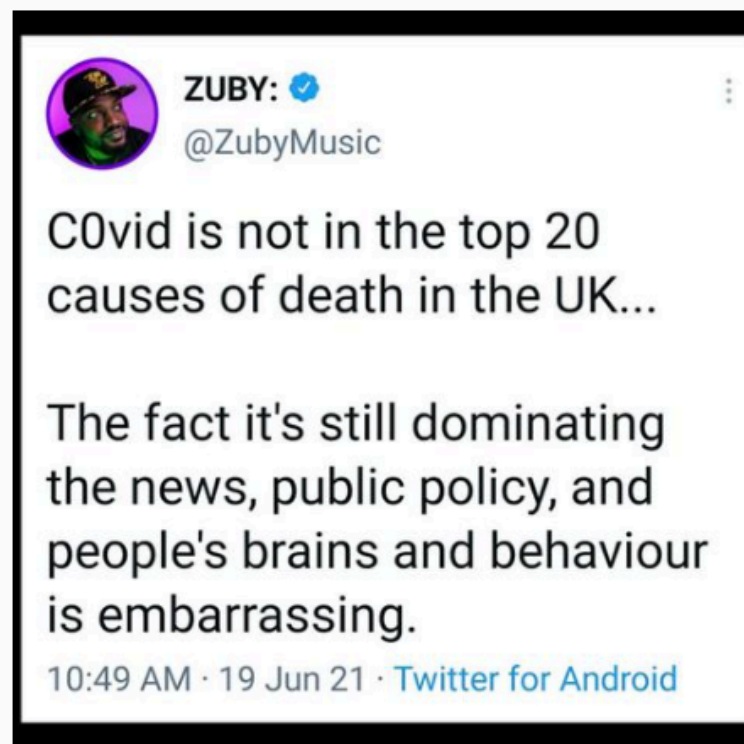 ZUBY:
@ZubyMusic
C0vid is not in the top 20
causes of death in the UK...
The fact it's still dominating
the news, public policy, and
people's brains and behaviour
is embarrassing.
10:49 AM · 19 Jun 21 · Twitter for Android